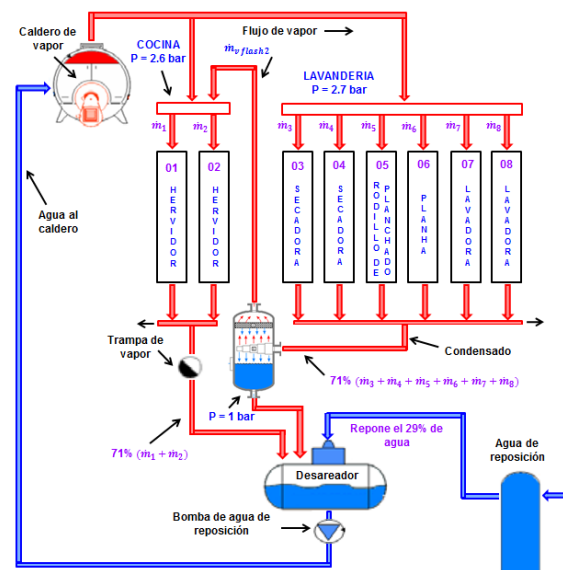 Caldero de
vapor
COCINA
P = 2.6 bar
ṁ_v flash2
Flujo de vapor
LAVANDERIA
P = 2.7 bar
ṁ₁
ṁ₂
ṁ₃
ṁ₄
ṁ₅
ṁ₆
ṁ₇
ṁ₈
01
HERVIDOR
02
HERVIDOR
03
SECADORA
04
SECADORA
05
RODILLO DE
PLANCHADO
06
PLANHA
07
LAVADORA
08
LAVADORA
Agua al
caldero
Trampa de
vapor
Condensado
71% (ṁ₃ + ṁ₄ + ṁ₅ + ṁ₆ + ṁ₇ + ṁ₈)
P = 1 bar
71% (ṁ₁ + ṁ₂)
Repone el 29% de
agua
Agua de
reposición
Desareador
Bomba de agua de
reposición